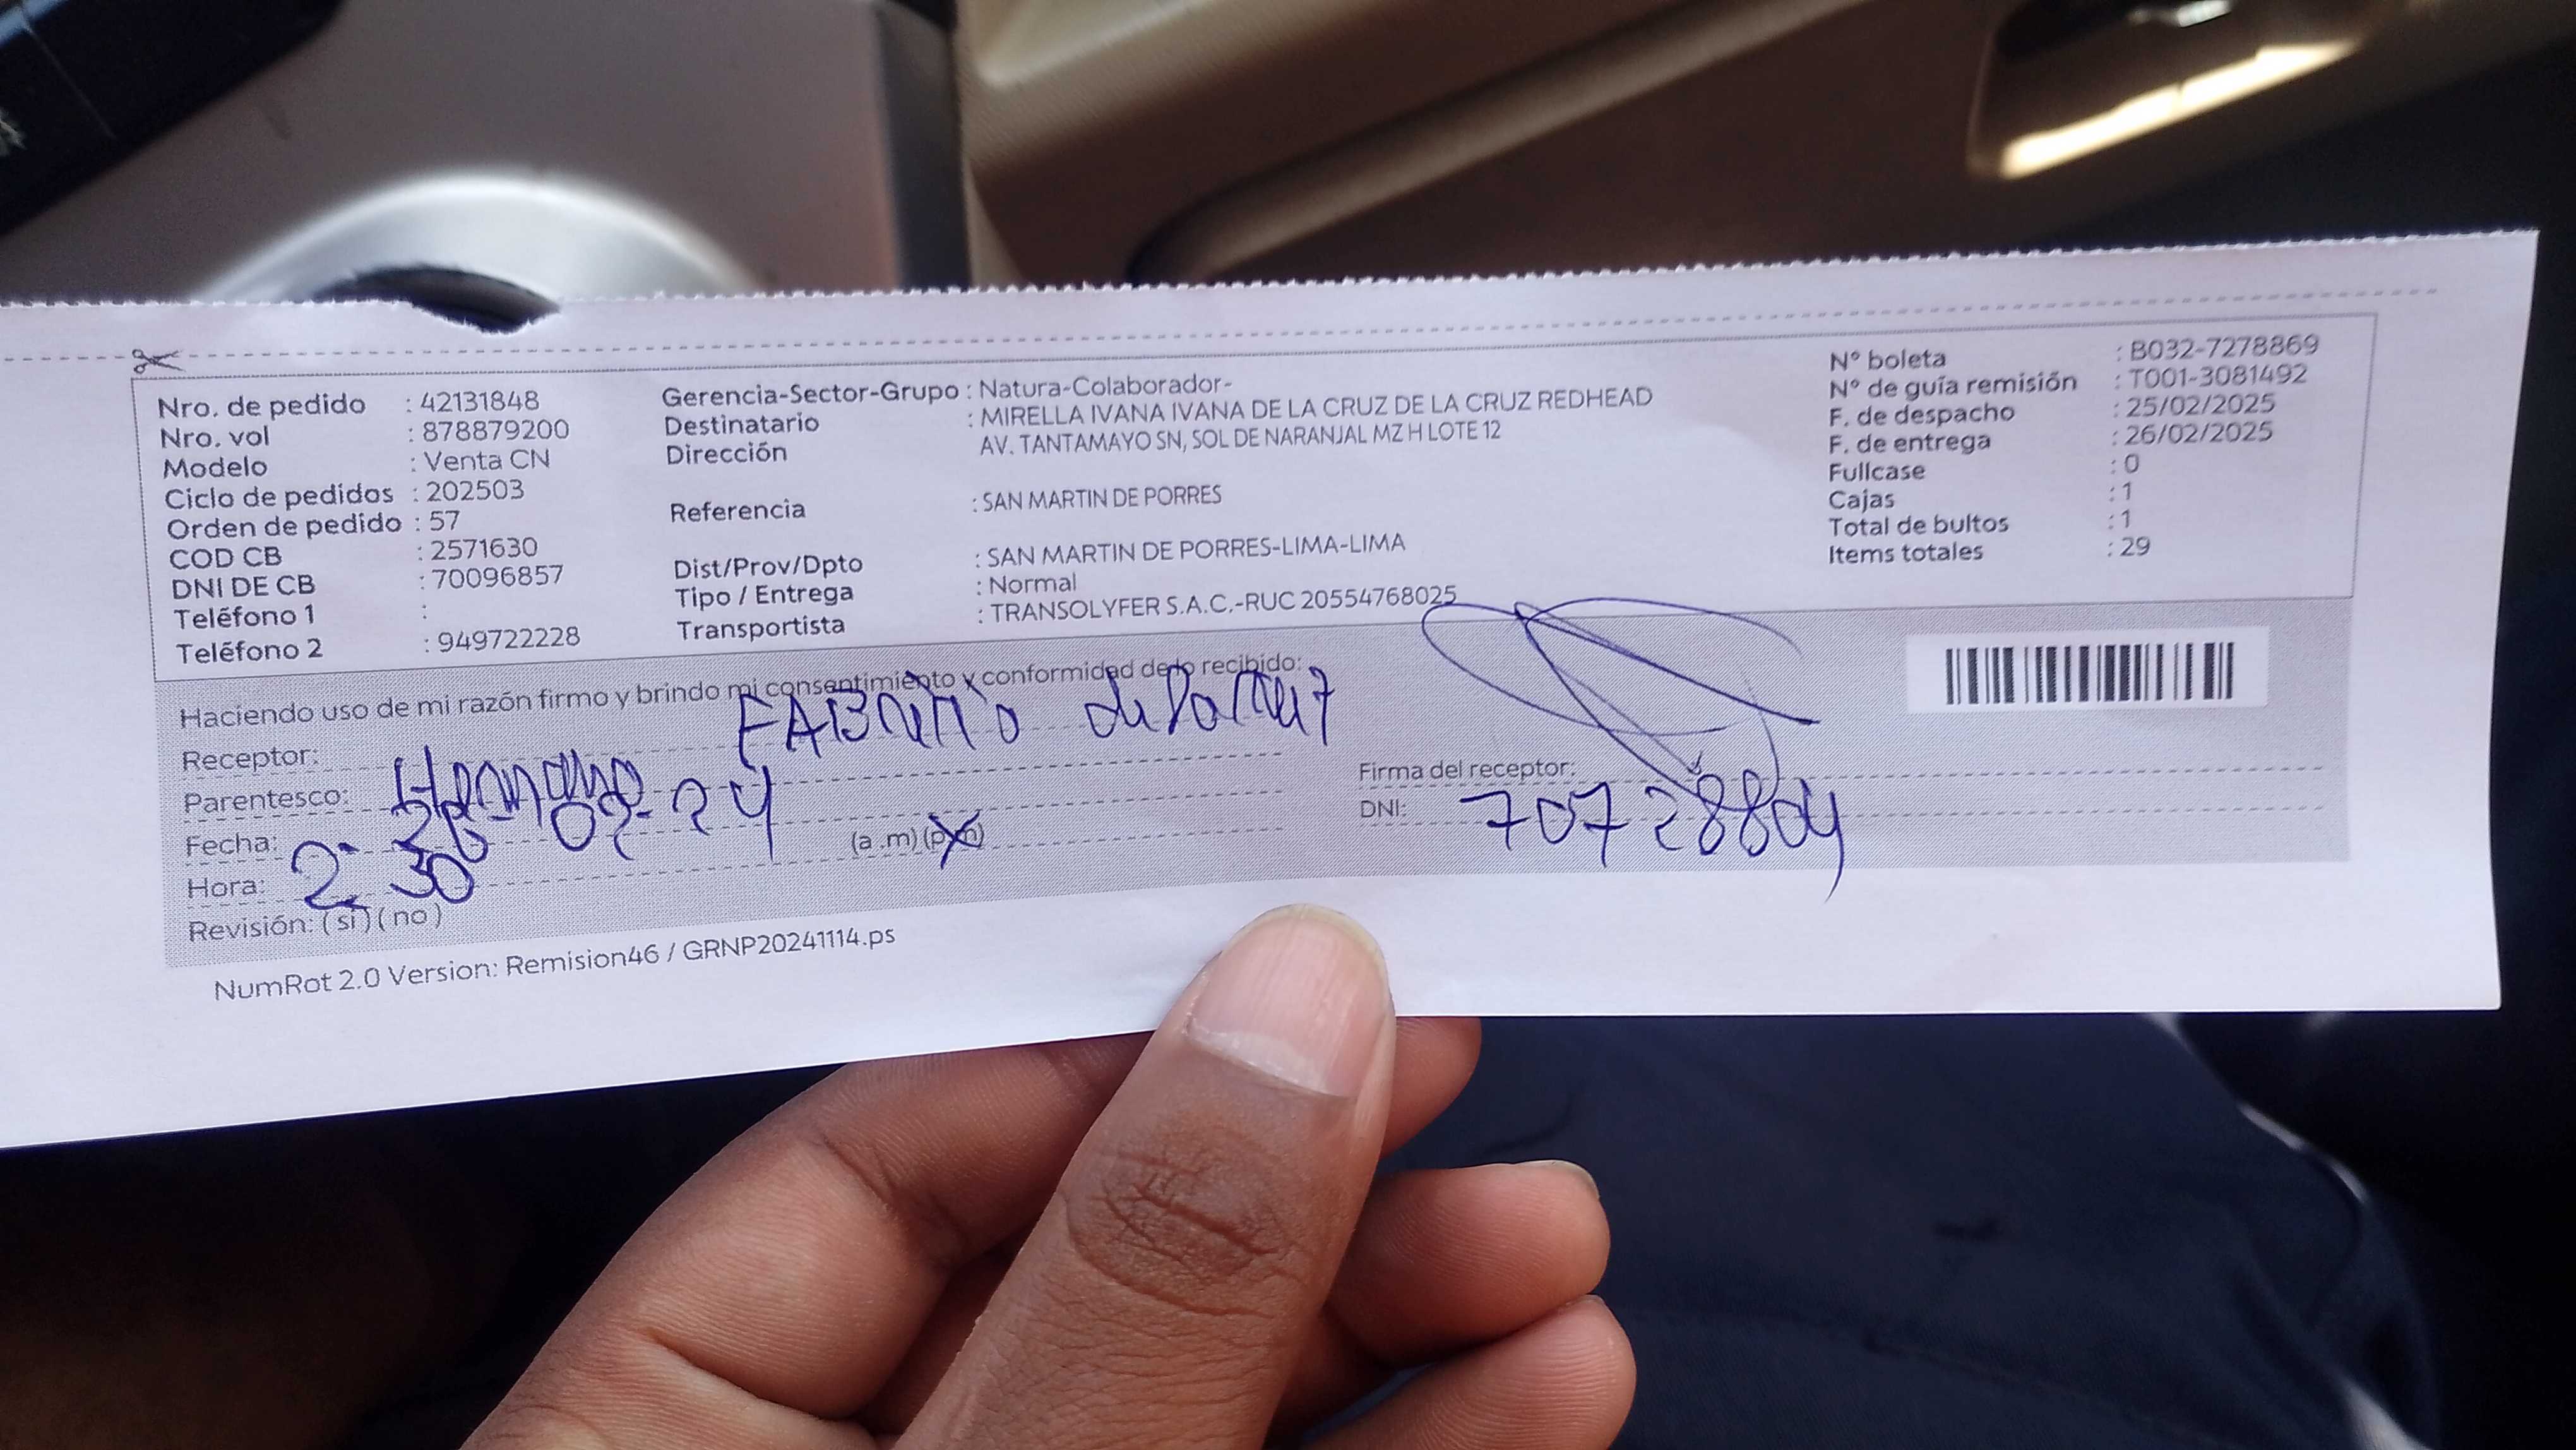 Nro. de pedido : 42131848
Nro. vol : 878879200
Modelo : Venta CN
Ciclo de pedidos : 202503
Orden de pedido : 57
COD CB : 2571630
DNI DE CB : 70096857
Teléfono 1 :
Teléfono 2 : 949722228
Gerencia-Sector-Grupo : Natura-Colaborador-
Destinatario : MIRELLA IVANA IVANA DE LA CRUZ DE LA CRUZ REDHEAD
Dirección AV. TANTAMAYO SN, SOL DE NARANJAL MZ H LOTE 12
Referencia : SAN MARTIN DE PORRES
Dist/Prov/Dpto : SAN MARTIN DE PORRES-LIMA-LIMA
Tipo / Entrega : Normal
Transportista : TRANSOLYFER S.A.C.-RUC 20554768025
N° boleta : B032-7278869
N° de guía remisión : T001-3081492
F. de despacho : 25/02/2025
F. de entrega : 26/02/2025
Fullcase : 0
Cajas : 1
Total de bultos : 1
Items totales : 29
Haciendo uso de mi razón firmo y brindo mi consentimiento y conformidad de lo recibido:
Receptor: FABRITIO de la Cruz
Parentesco: Hermano
Fecha: 26-02-24
Hora: 2:30 (a .m) (p.m)
Revisión: ( si ) ( no )
Firma del receptor:
DNI: 70728804
NumRot 2.0 Version: Remision46 / GRNP20241114.ps